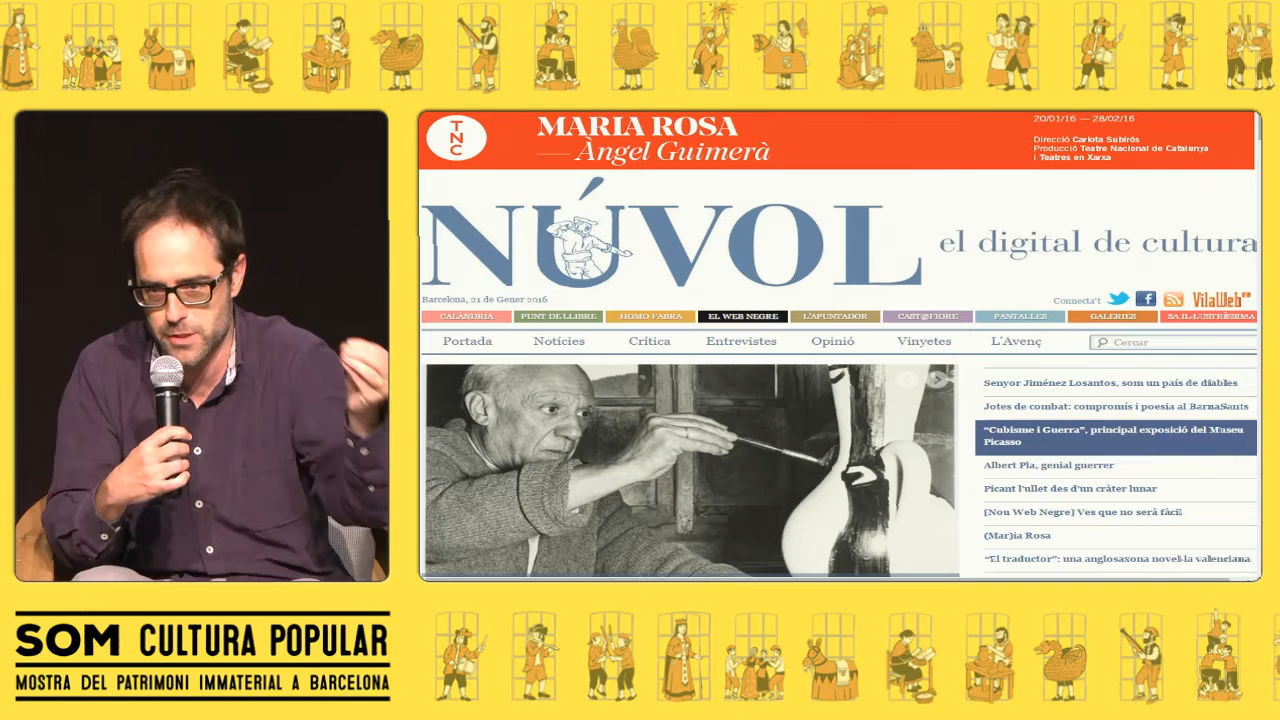 TNC
MARIA ROSA
— Àngel Guimerà
20/01/16 — 28/02/16
Direcció Carlota Subirós
Producció Teatre Nacional de Catalunya
i Teatres en Xarxa
NÚVOL
el digital de cultura
Barcelona, 21 de Gener 2016
Connecta't
VilaWeb
CALÀNDRIA
PUNT DE LLIBRE
HOMO FABRA
EL WEB NEGRE
L'APUNTADOR
CAST@FIORE
PANTALLES
GALERIES
SA IL·LUSTRÍSSIMA
Portada
Notícies
Crítica
Entrevistes
Opinió
Vinyetes
L'Avenç
Cercar
Senyor Jiménez Losantos, som un país de diables
Jotes de combat: compromís i poesia al BarnaSants
"Cubisme i Guerra", principal exposició del Museu
Picasso
Albert Pla, genial guerrer
Picant l'ullet des d'un cràter lunar
[Nou Web Negre] Ves que no serà fàcil
(Mar)ia Rosa
"El traductor": una anglosaxona novel·la valenciana
SOM CULTURA POPULAR
MOSTRA DEL PATRIMONI IMMATERIAL A BARCELONA